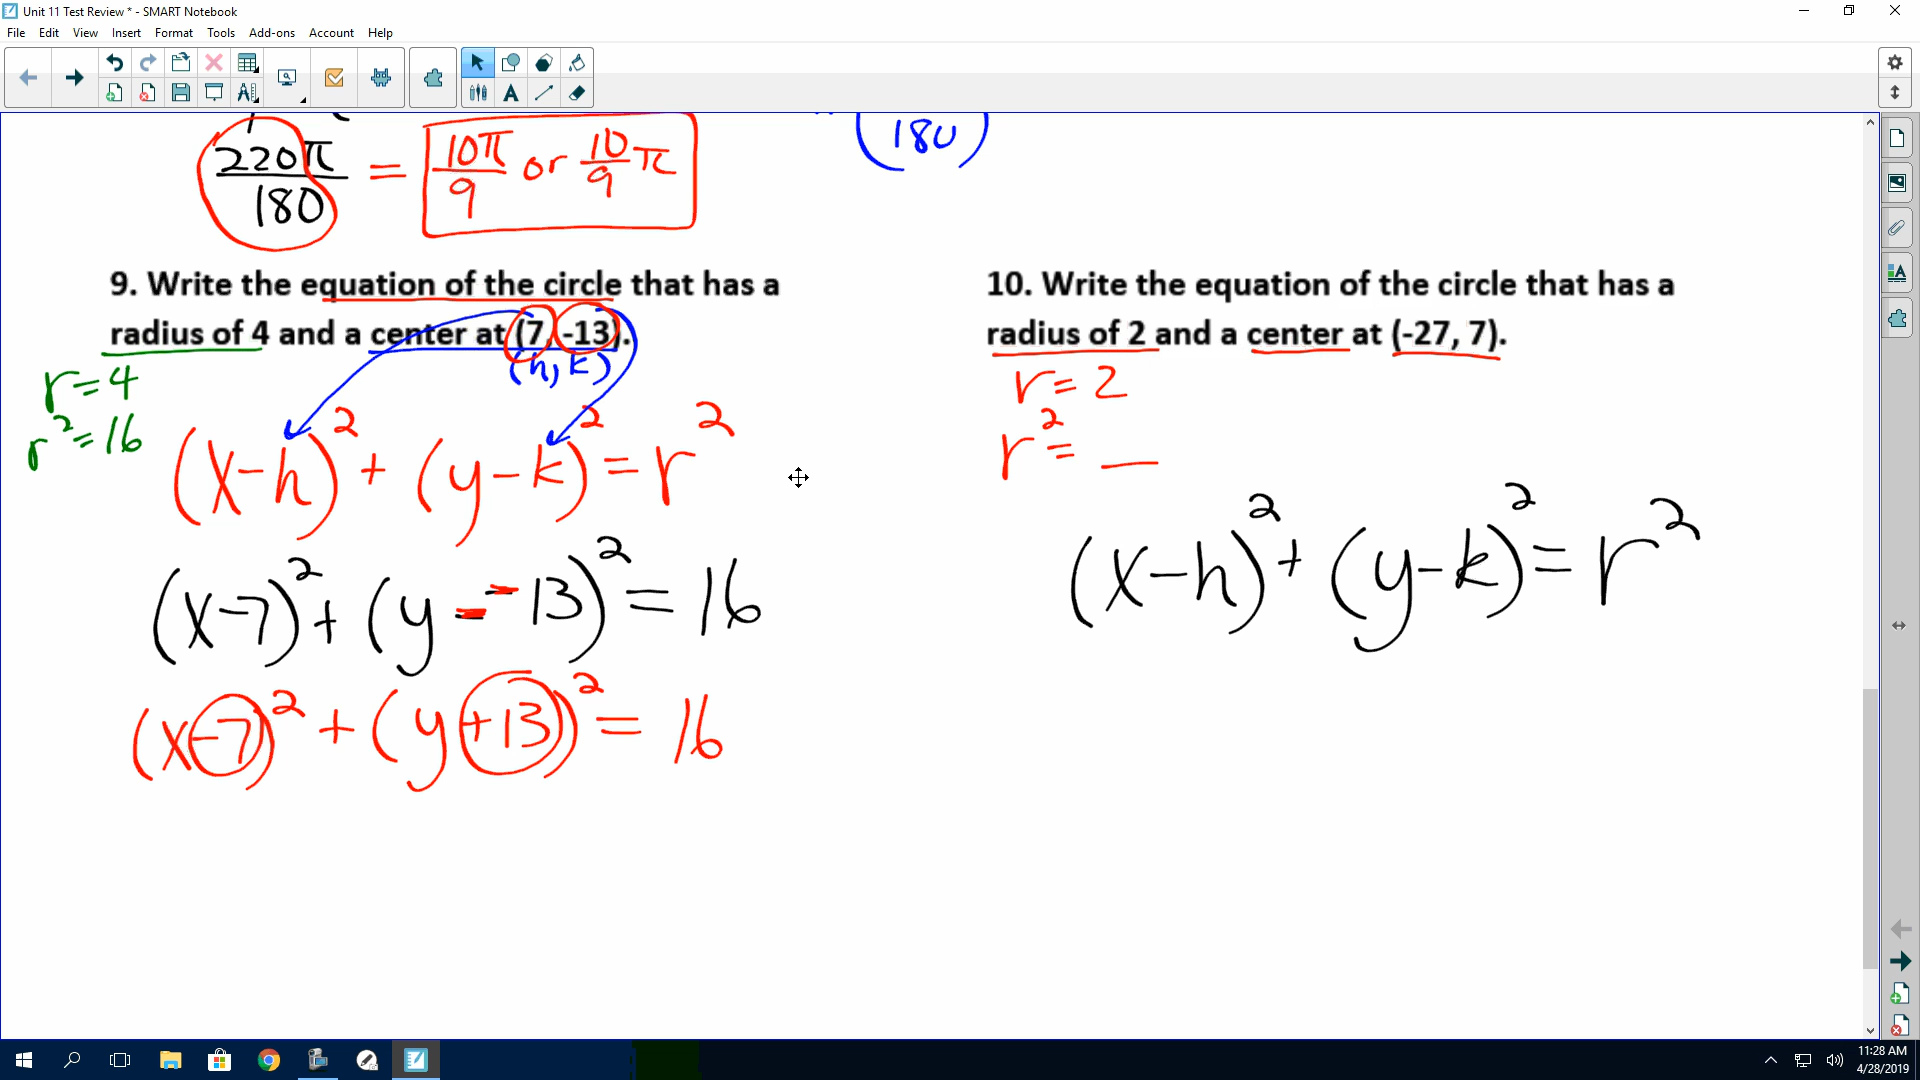 Unit 11 Test Review * - SMART Notebook
File Edit View Insert Format Tools Add-ons Account Help
220π/180 = 10π/9 or 10/9 π
180)
9. Write the equation of the circle that has a
radius of 4 and a center at (7, -13).
(h, k)
r = 4
r² = 16
(x-h)² + (y-k)² = r²
(x-7)² + (y - -13)² = 16
(x-7)² + (y+13)² = 16
10. Write the equation of the circle that has a
radius of 2 and a center at (-27, 7).
r = 2
r² = __
(x-h)² + (y-k)² = r²
11:28 AM
4/28/2019